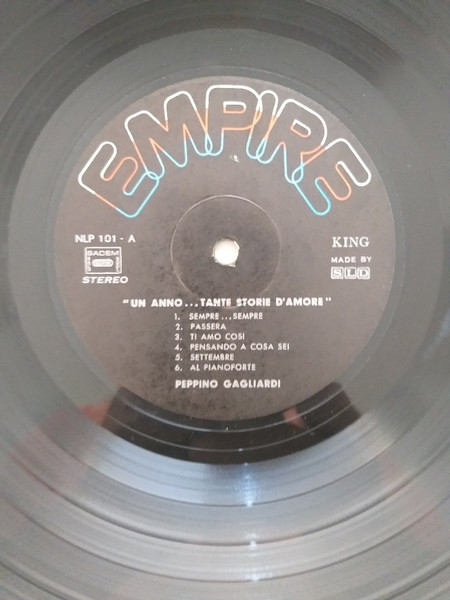 EMPIRE
NLP 101 - A
SACEM
STEREO
KING
MADE BY
SLD
"UN ANNO...TANTE STORIE D'AMORE"
1. SEMPRE...SEMPRE
2. PASSERA
3. TI AMO COSI
4. PENSANDO A COSA SEI
5. SETTEMBRE
6. AL PIANOFORTE
PEPPINO GAGLIARDI